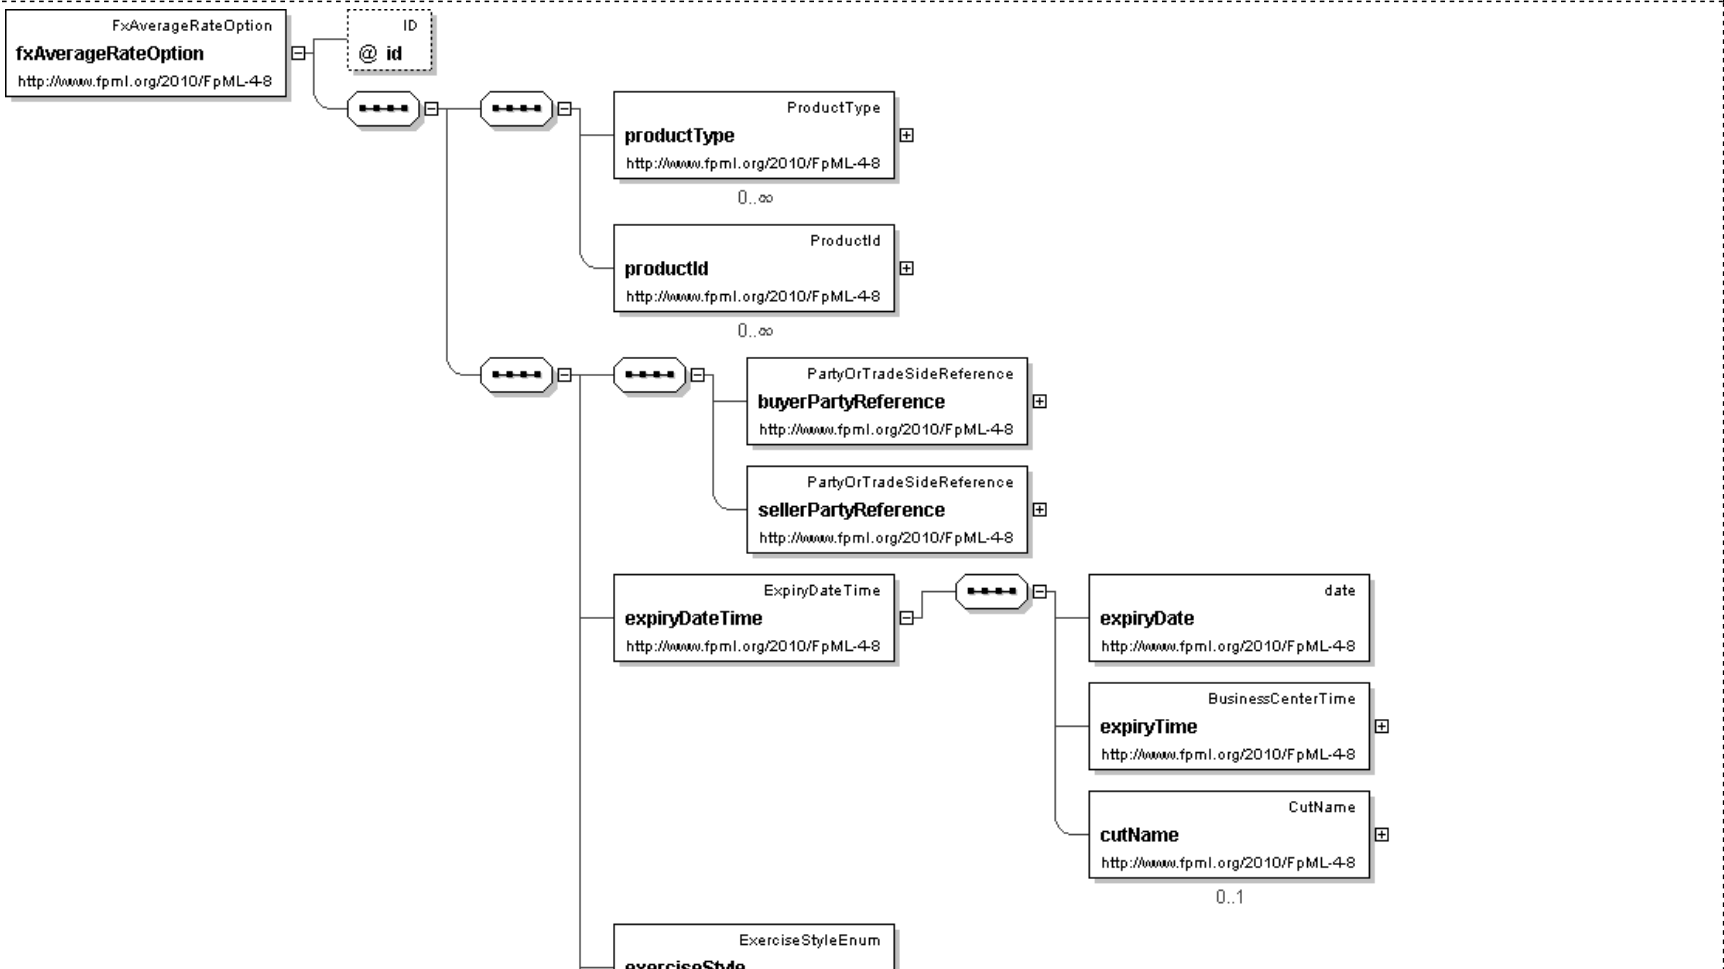 FxAverageRateOption
fxAverageRateOption
http://www.fpml.org/2010/FpML-4-8
ID
@ id
ProductType
productType
http://www.fpml.org/2010/FpML-4-8
0..∞
ProductId
productId
http://www.fpml.org/2010/FpML-4-8
0..∞
PartyOrTradeSideReference
buyerPartyReference
http://www.fpml.org/2010/FpML-4-8
PartyOrTradeSideReference
sellerPartyReference
http://www.fpml.org/2010/FpML-4-8
ExpiryDateTime
expiryDateTime
http://www.fpml.org/2010/FpML-4-8
date
expiryDate
http://www.fpml.org/2010/FpML-4-8
BusinessCenterTime
expiryTime
http://www.fpml.org/2010/FpML-4-8
CutName
cutName
http://www.fpml.org/2010/FpML-4-8
0..1
ExerciseStyleEnum
exerciseStyle